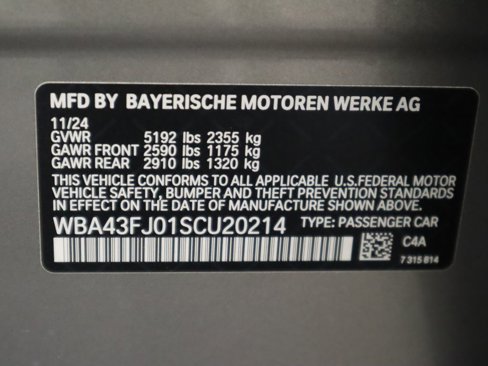 MFD BY BAYERISCHE MOTOREN WERKE AG
11/24
GVWR 5192 lbs 2355 kg
GAWR FRONT 2590 lbs 1175 kg
GAWR REAR 2910 lbs 1320 kg
THIS VEHICLE CONFORMS TO ALL APPLICABLE U.S.FEDERAL MOTOR
VEHICLE SAFETY, BUMPER AND THEFT PREVENTION STANDARDS
IN EFFECT ON THE DATE OF MANUFACTURE SHOWN ABOVE.
WBA43FJ01SCU20214 TYPE: PASSENGER CAR
C4A
7 315 814